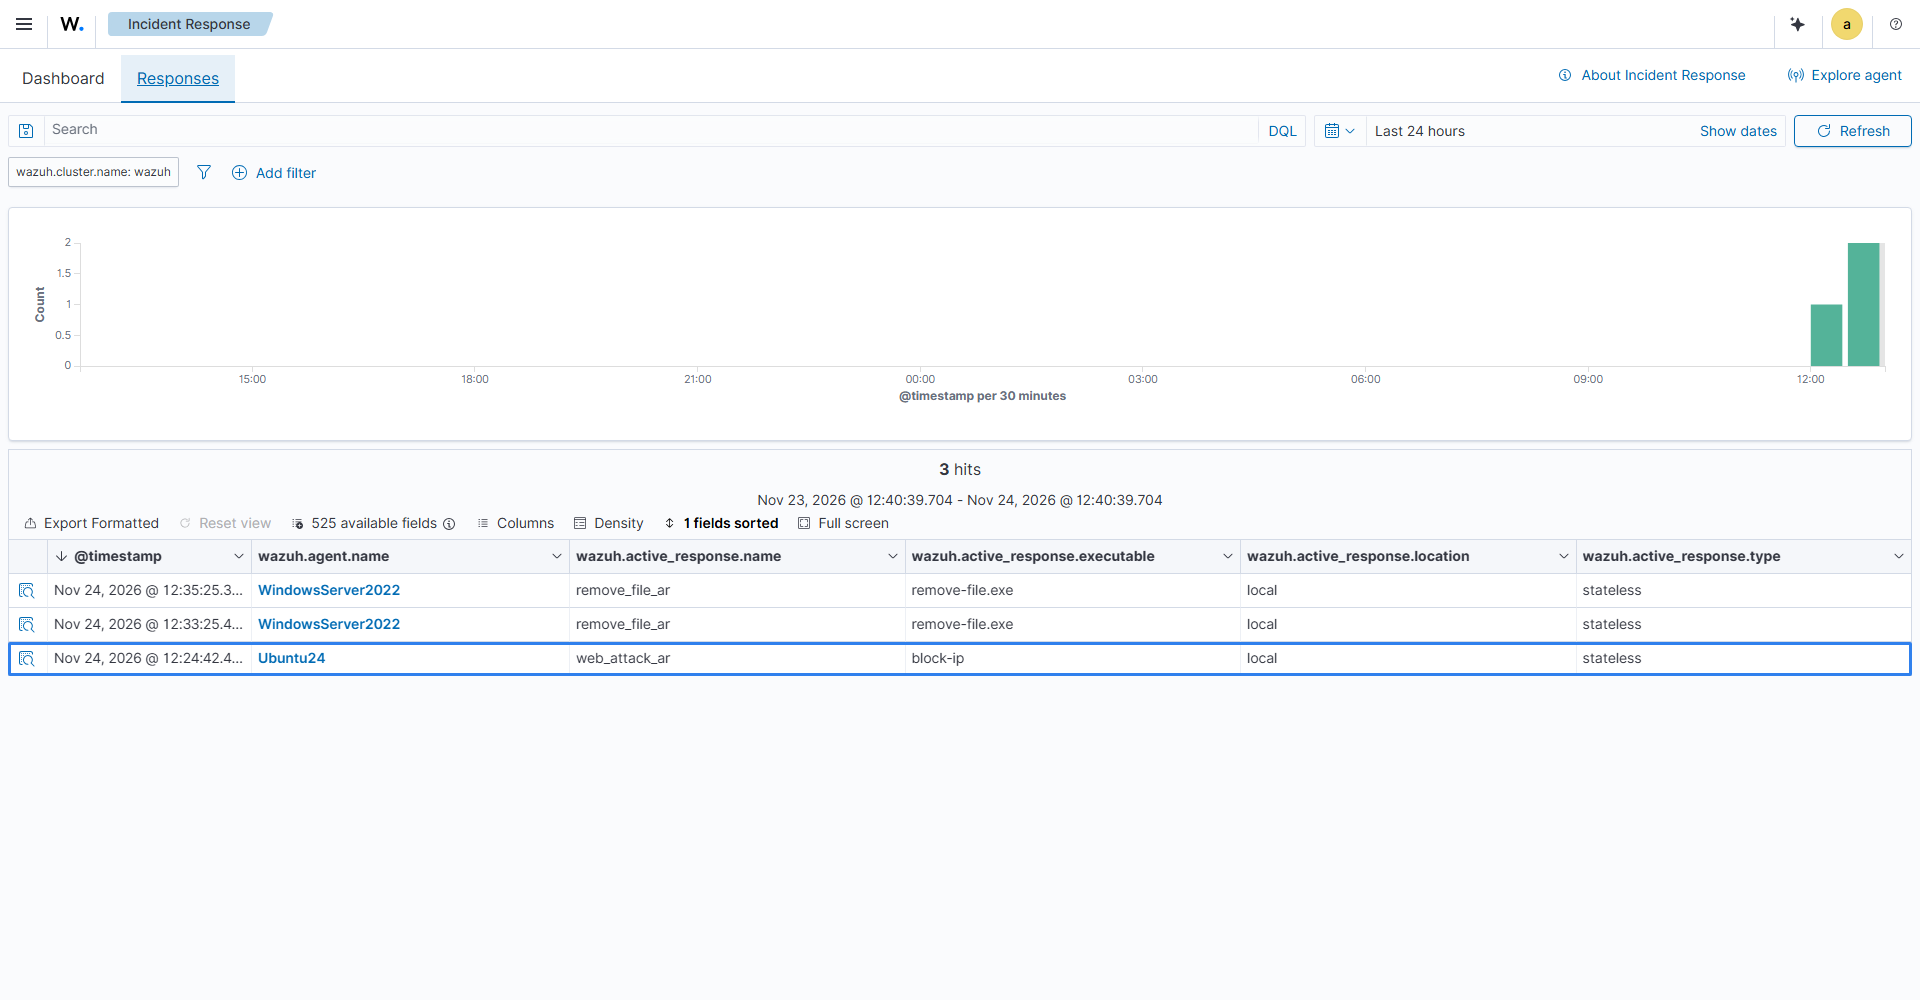 W. Incident Response a
Dashboard Responses About Incident Response Explore agent
Search DQL Last 24 hours Show dates Refresh
wazuh.cluster.name: wazuh Add filter
2
1.5
1
0.5
0
Count
15:00 18:00 21:00 00:00 03:00 06:00 09:00 12:00
@timestamp per 30 minutes
3 hits
Nov 23, 2026 @ 12:40:39.704 - Nov 24, 2026 @ 12:40:39.704
Export Formatted Reset view 525 available fields Columns Density 1 fields sorted Full screen
@timestamp wazuh.agent.name wazuh.active_response.name wazuh.active_response.executable wazuh.active_response.location wazuh.active_response.type
Nov 24, 2026 @ 12:35:25.3... WindowsServer2022 remove_file_ar remove-file.exe local stateless
Nov 24, 2026 @ 12:33:25.4... WindowsServer2022 remove_file_ar remove-file.exe local stateless
Nov 24, 2026 @ 12:24:42.4... Ubuntu24 web_attack_ar block-ip local stateless